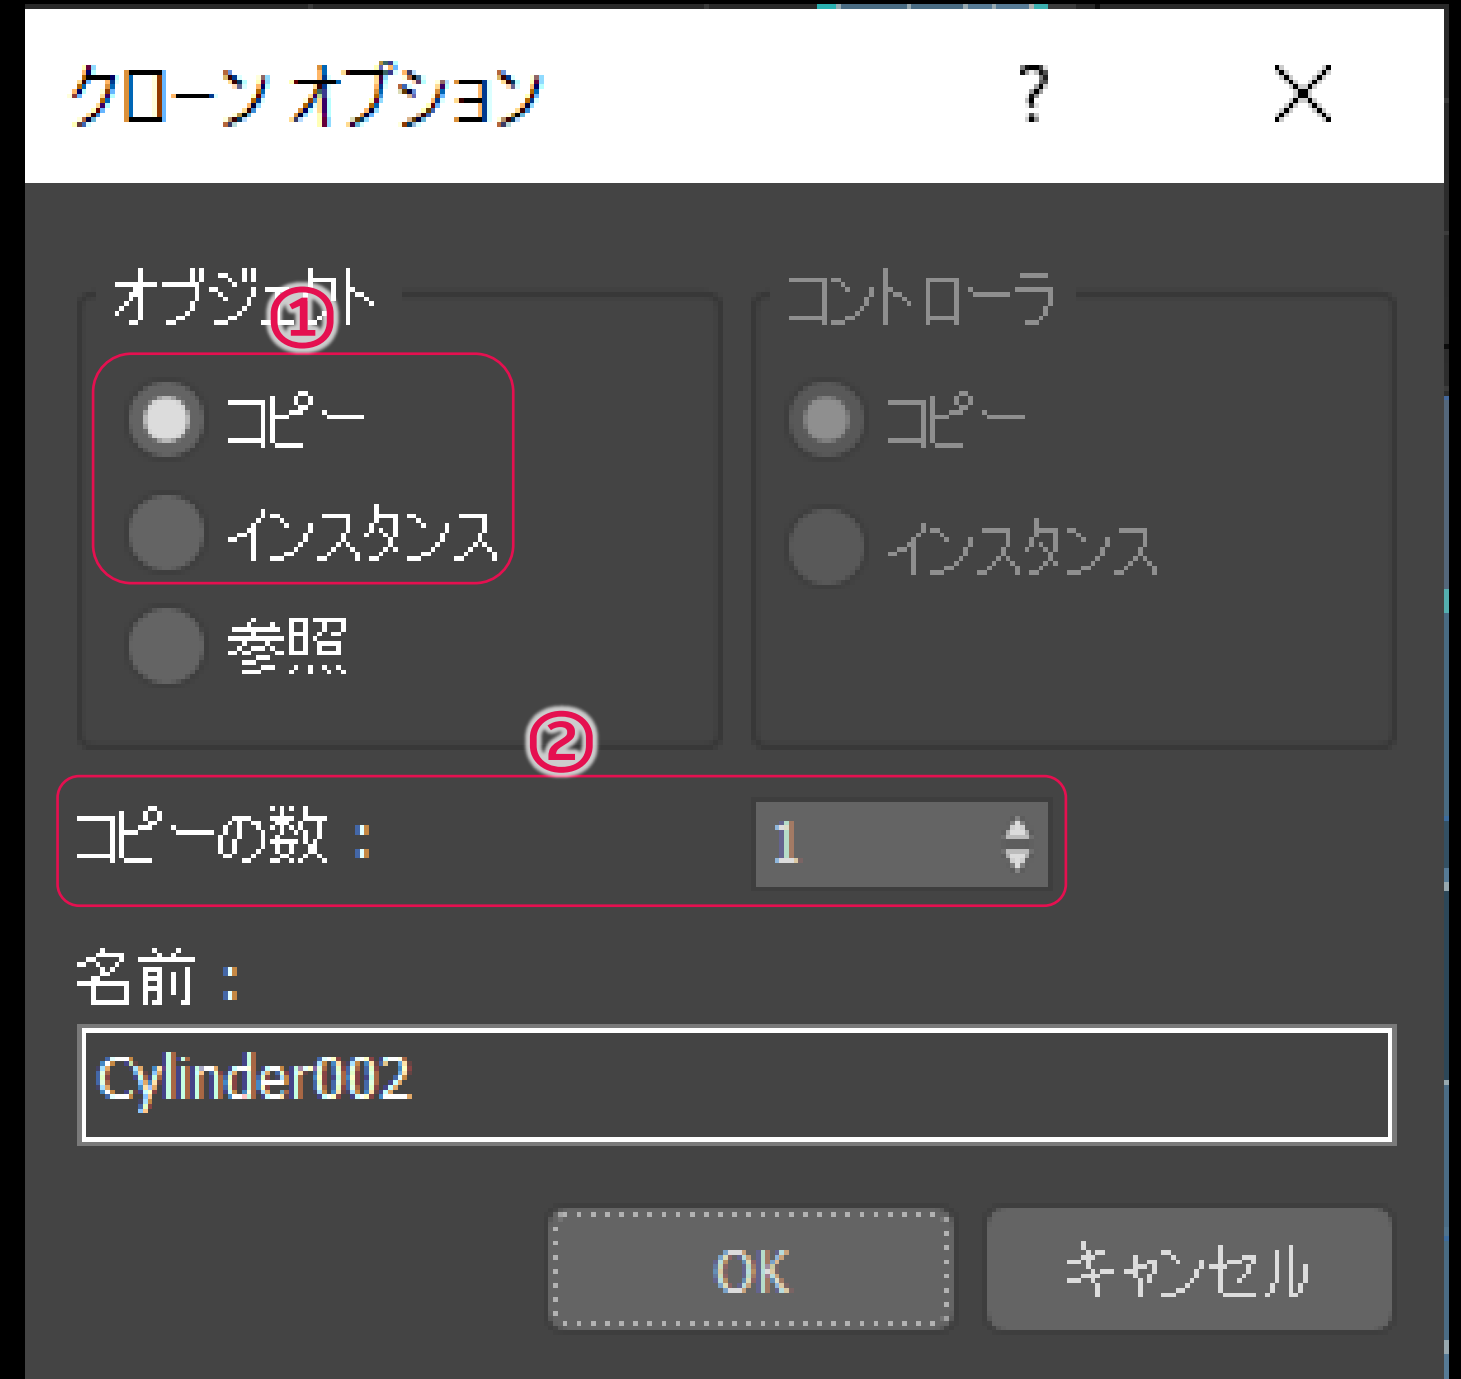 クローン オプション ? ×
オブジェクト
①
コピー
インスタンス
参照
コントローラ
コピー
インスタンス
②
コピーの数： 1
名前：
Cylinder002
OK キャンセル